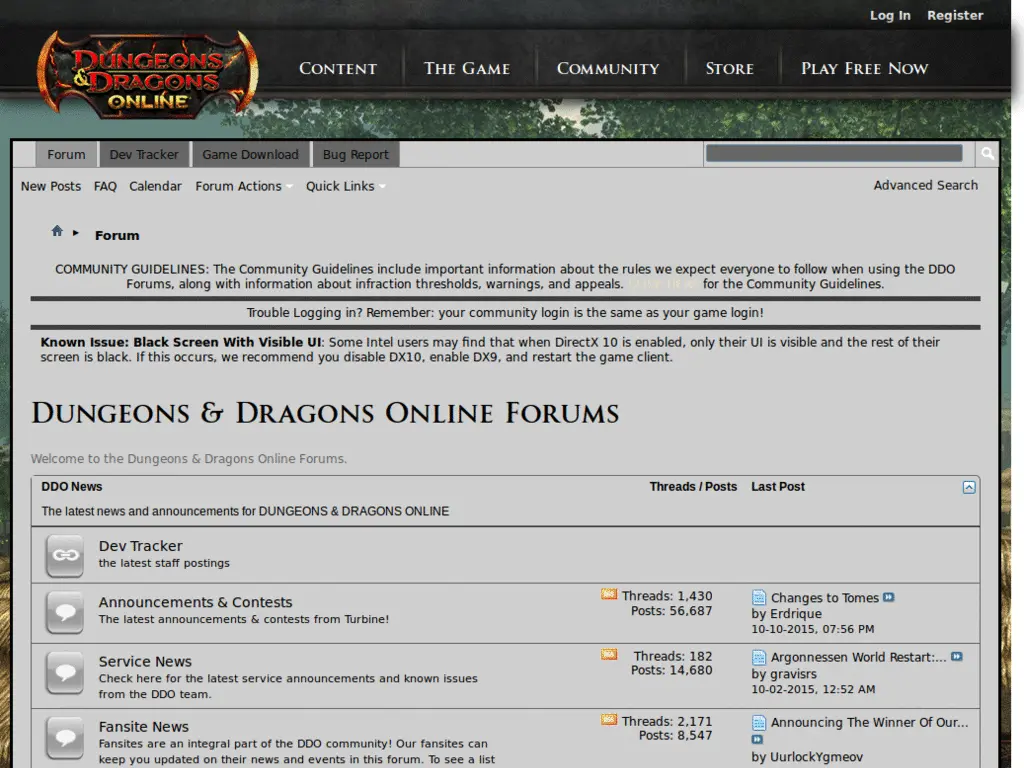 Log In Register
DUNGEONS
& DRAGONS
ONLINE
Content The Game Community Store Play Free Now
Forum Dev Tracker Game Download Bug Report
New Posts FAQ Calendar Forum Actions Quick Links Advanced Search
Forum
COMMUNITY GUIDELINES: The Community Guidelines include important information about the rules we expect everyone to follow when using the DDO
Forums, along with information about infraction thresholds, warnings, and appeals. for the Community Guidelines.
Trouble Logging in? Remember: your community login is the same as your game login!
Known Issue: Black Screen With Visible UI: Some Intel users may find that when DirectX 10 is enabled, only their UI is visible and the rest of their
screen is black. If this occurs, we recommend you disable DX10, enable DX9, and restart the game client.
Dungeons & Dragons Online Forums
Welcome to the Dungeons & Dragons Online Forums.
DDO News Threads / Posts Last Post
The latest news and announcements for DUNGEONS & DRAGONS ONLINE
Dev Tracker
the latest staff postings
Announcements & Contests
The latest announcements & contests from Turbine!
Threads: 1,430
Posts: 56,687
Changes to Tomes
by Erdrique
10-10-2015, 07:56 PM
Service News
Check here for the latest service announcements and known issues
from the DDO team.
Threads: 182
Posts: 14,680
Argonnessen World Restart:...
by gravisrs
10-02-2015, 12:52 AM
Fansite News
Fansites are an integral part of the DDO community! Our fansites can
keep you updated on their news and events in this forum. To see a list
Threads: 2,171
Posts: 8,547
Announcing The Winner Of Our...
by UurlockYgmeov